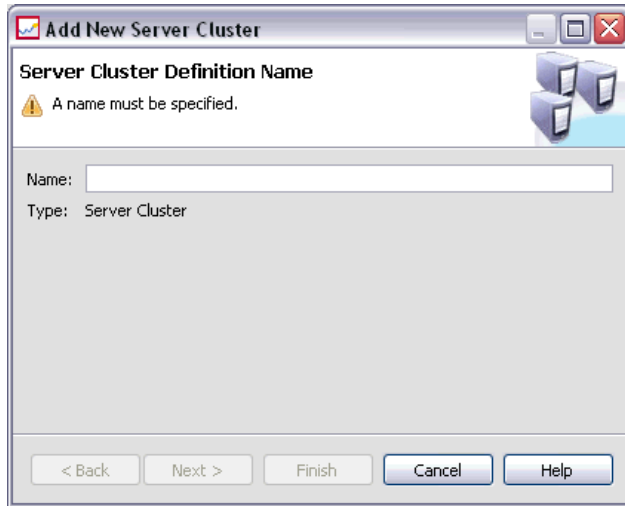 Add New Server Cluster
Server Cluster Definition Name
A name must be specified.
Name:
Type: Server Cluster
< Back Next > Finish Cancel Help